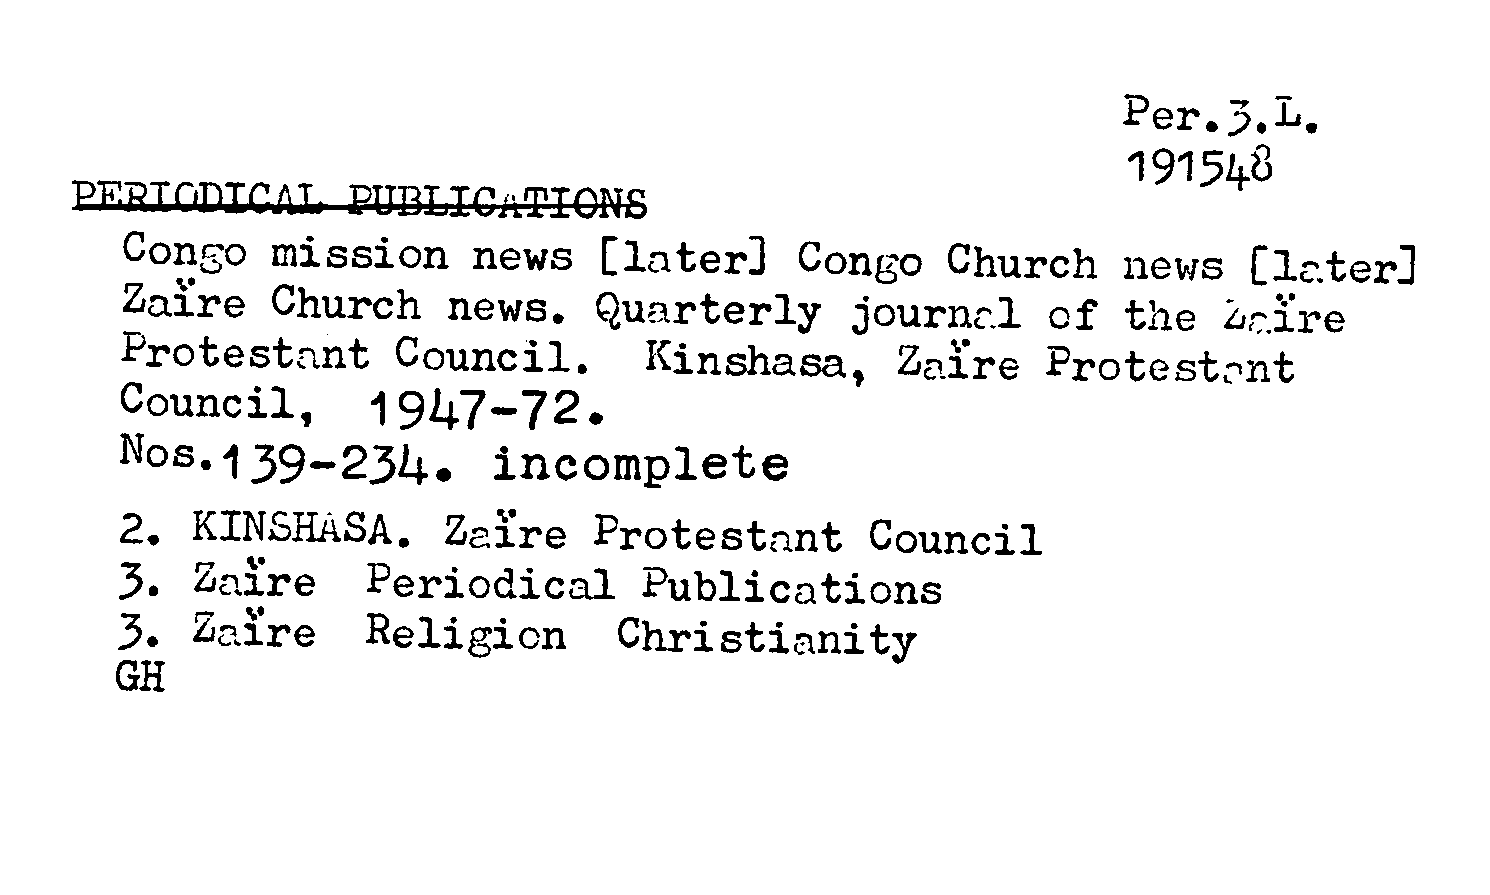 Per.3.L.
191548
PERIODICAL PUBLICATIONS
Congo mission news [later] Congo Church news [later]
Zaïre Church news. Quarterly journal of the Zaïre
Protestant Council. Kinshasa, Zaïre Protestant
Council, 1947-72.
Nos.139-234. incomplete
2. KINSHASA. Zaïre Protestant Council
3. Zaïre Periodical Publications
3. Zaïre Religion Christianity
GH